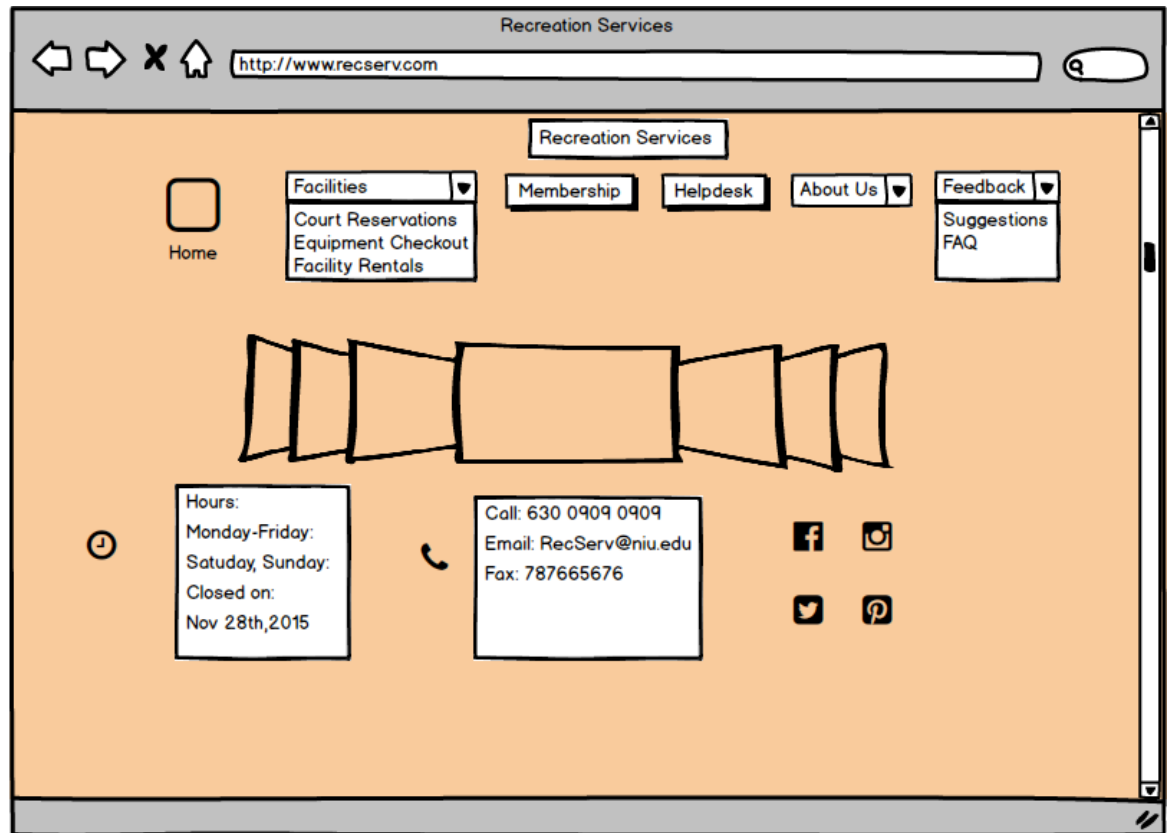 Recreation Services
http://www.recserv.com
Recreation Services
Home
Facilities
Court Reservations
Equipment Checkout
Facility Rentals
Membership
Helpdesk
About Us
Feedback
Suggestions
FAQ
Hours:
Monday-Friday:
Satuday, Sunday:
Closed on:
Nov 28th,2015
Call: 630 0909 0909
Email: RecServ@niu.edu
Fax: 787665676